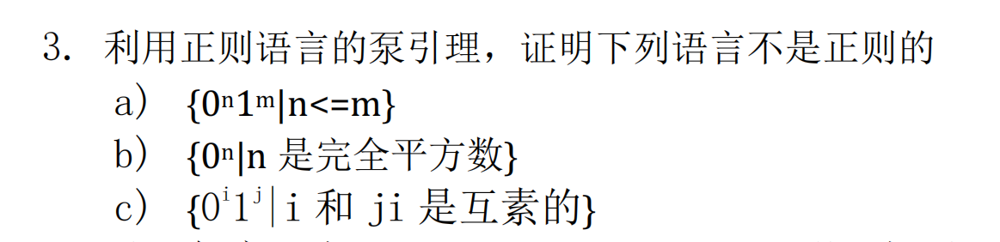 3. 利用正则语言的泵引理，证明下列语言不是正则的
a) {0ⁿ1ᵐ|n<=m}
b) {0ⁿ|n 是完全平方数}
c) {0ⁱ1ʲ|i 和 ji 是互素的}